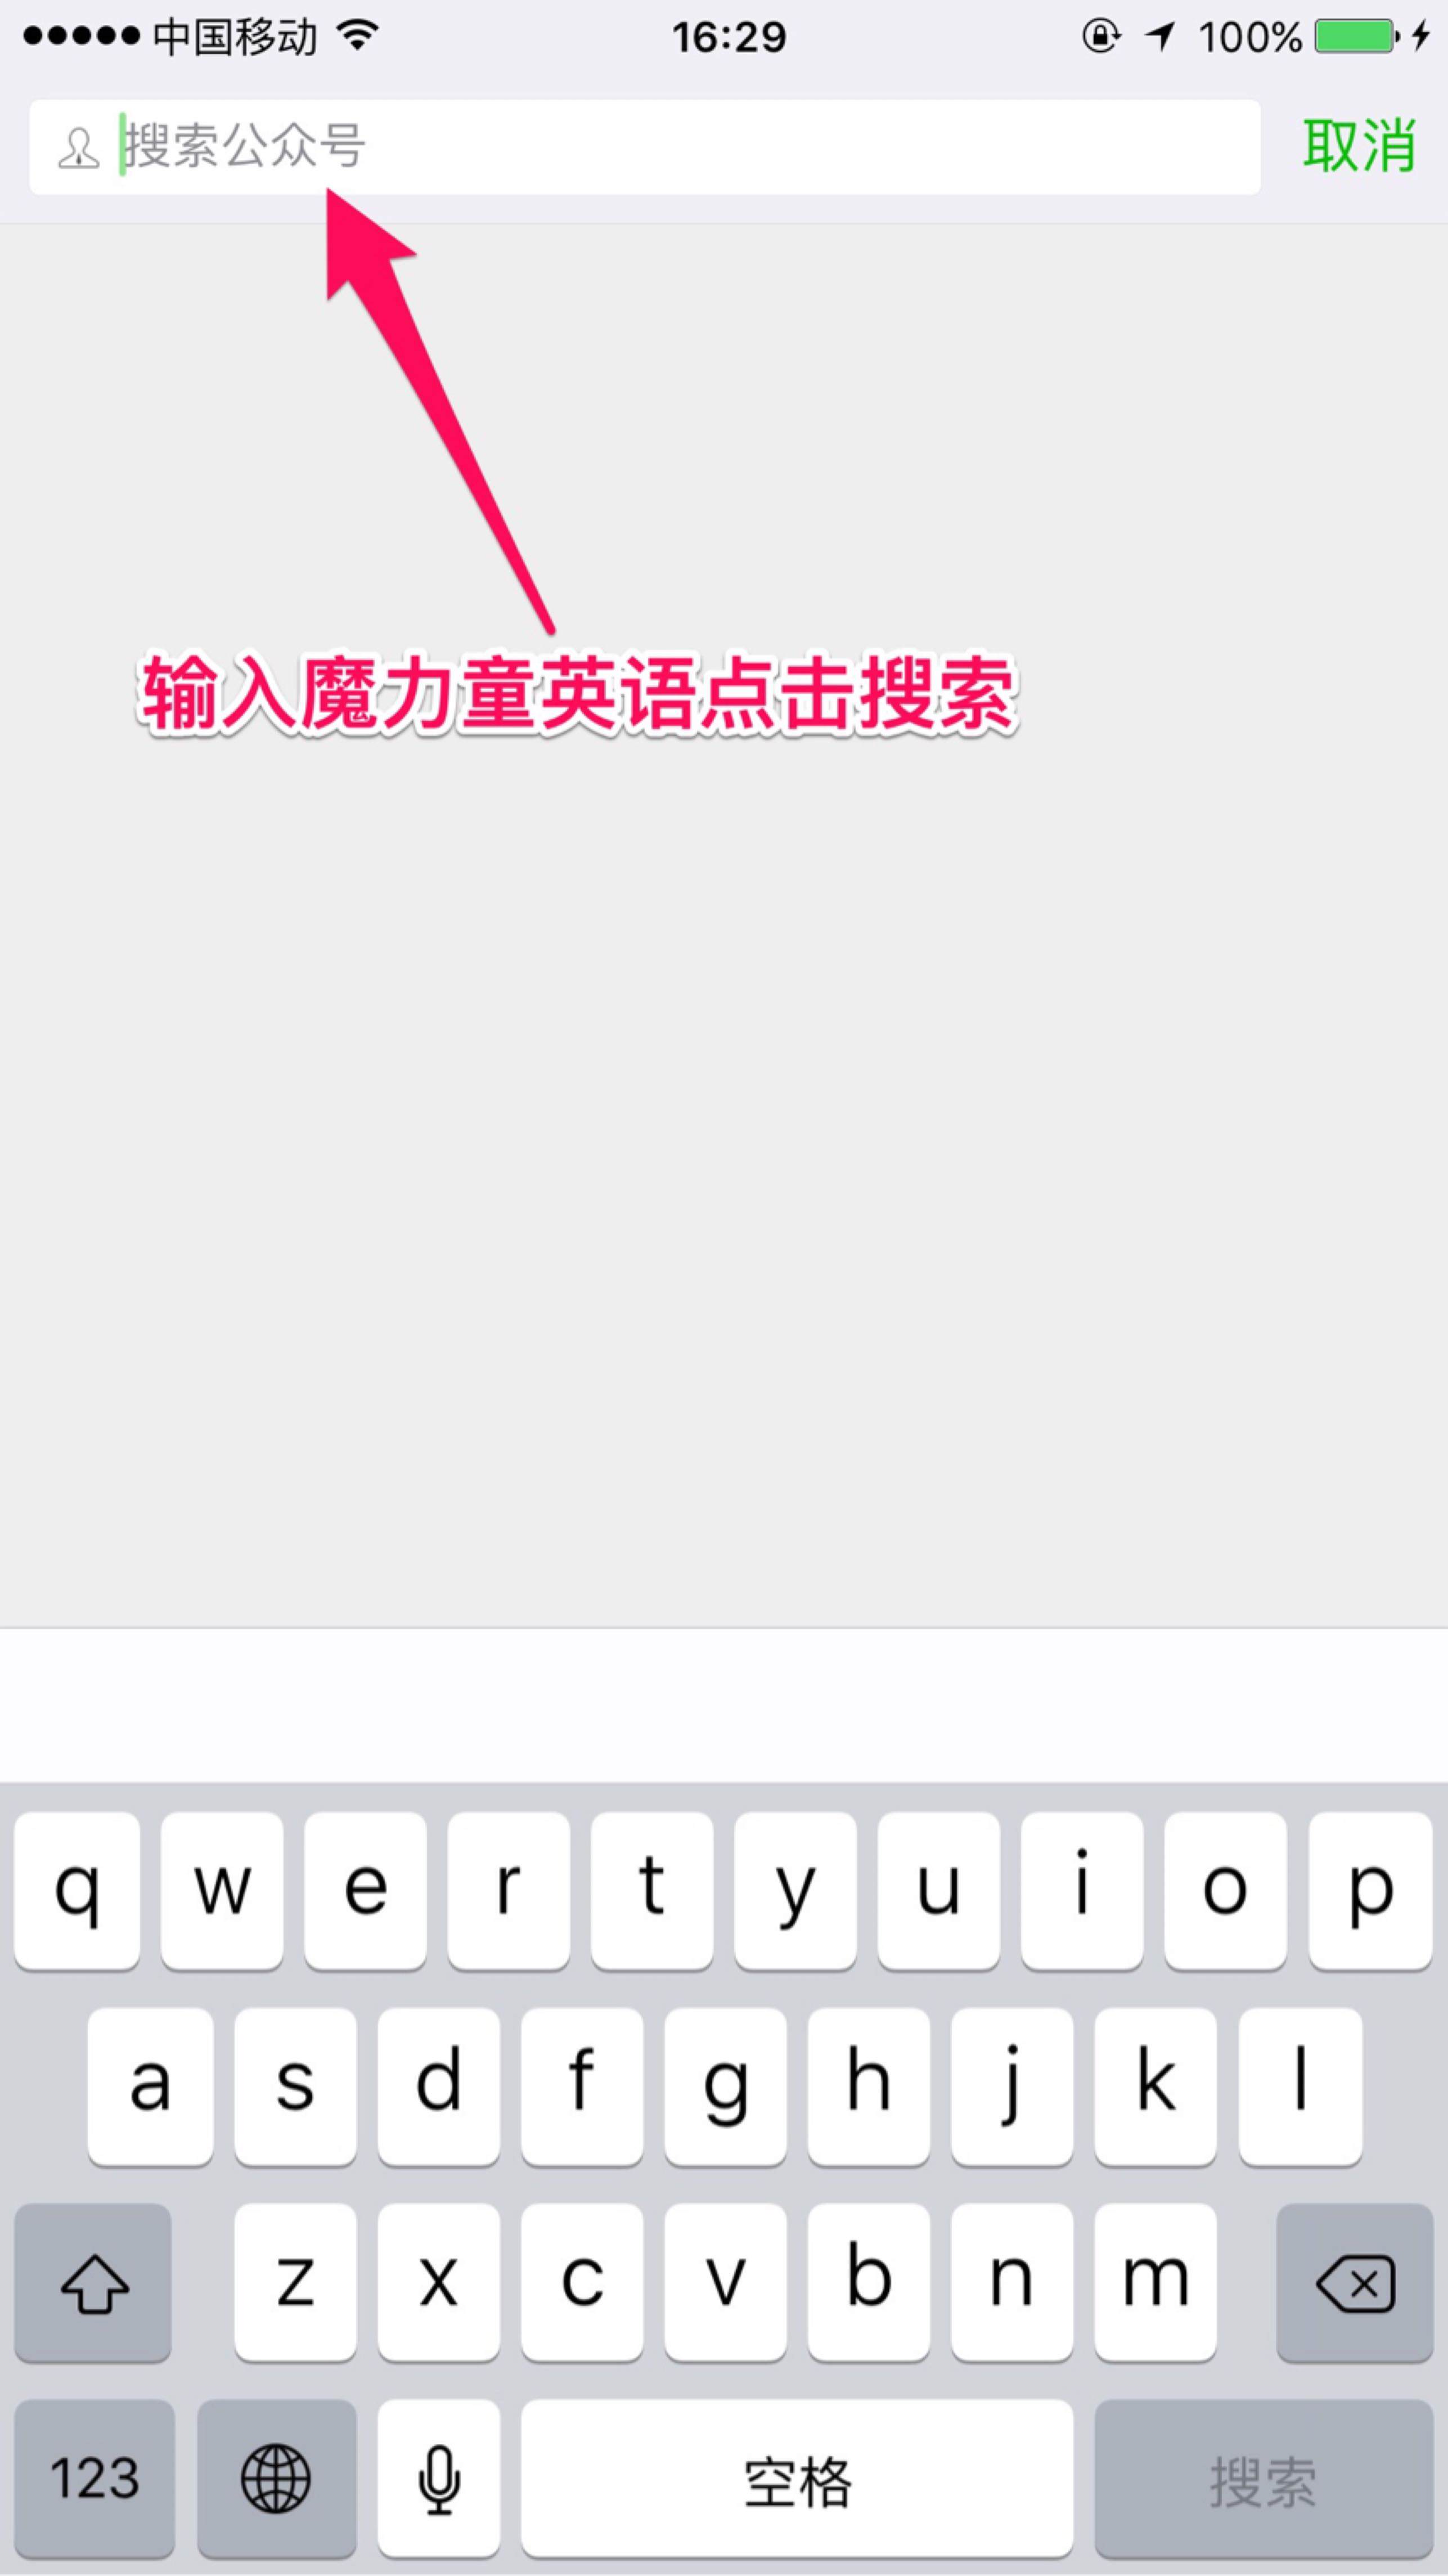 中国移动 16:29 100%
搜索公众号 取消
输入魔力童英语点击搜索
q w e r t y u i o p
a s d f g h j k l
z x c v b n m
123 空格 搜索